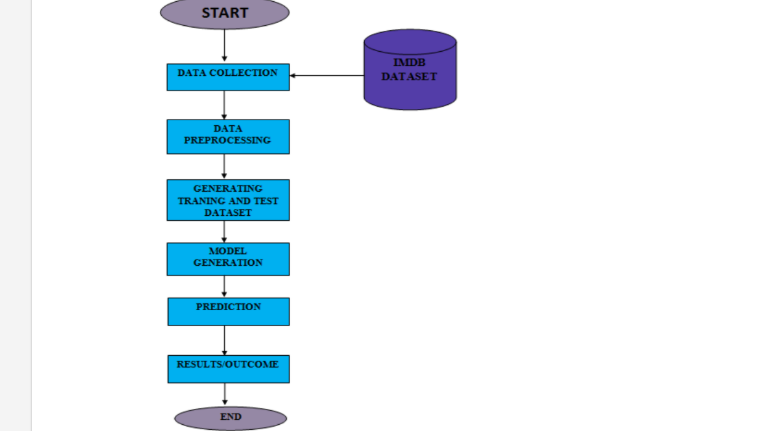 START
DATA COLLECTION
IMDB
DATASET
DATA
PREPROCESSING
GENERATING
TRANING AND TEST
DATASET
MODEL
GENERATION
PREDICTION
RESULTS/OUTCOME
END